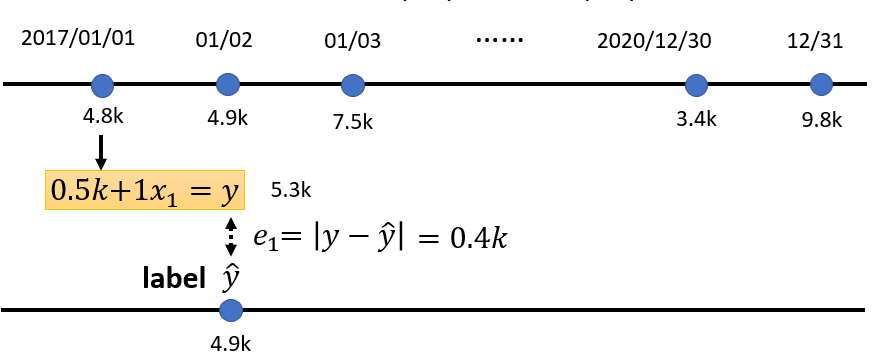 2017/01/01 01/02 01/03 …… 2020/12/30 12/31
4.8k 4.9k 7.5k 3.4k 9.8k
0.5k+1x₁ = y 5.3k
e₁= |y − ŷ| = 0.4k
label ŷ
4.9k